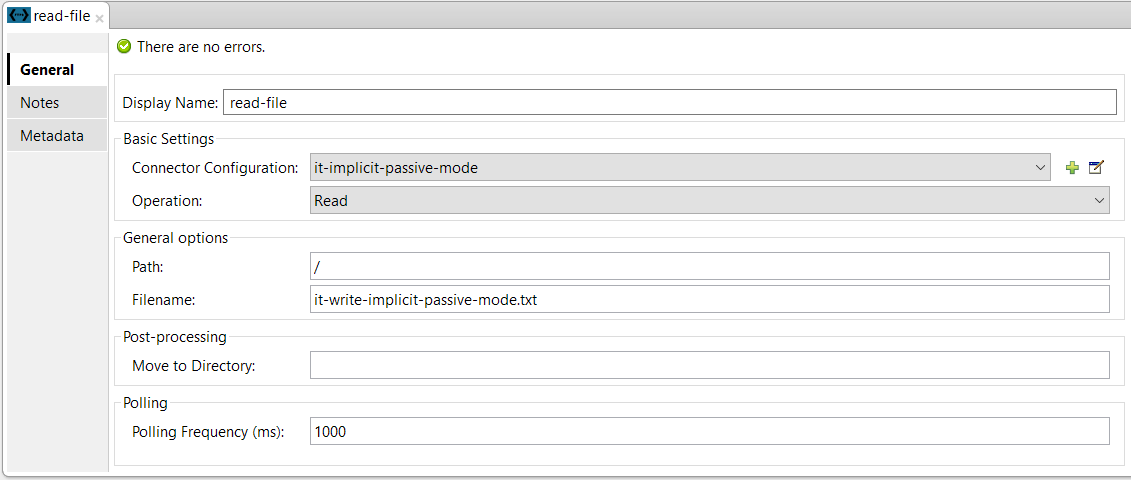 read-file
There are no errors.
General
Notes
Metadata
Display Name: read-file
Basic Settings
Connector Configuration: it-implicit-passive-mode
Operation: Read
General options
Path: /
Filename: it-write-implicit-passive-mode.txt
Post-processing
Move to Directory:
Polling
Polling Frequency (ms): 1000